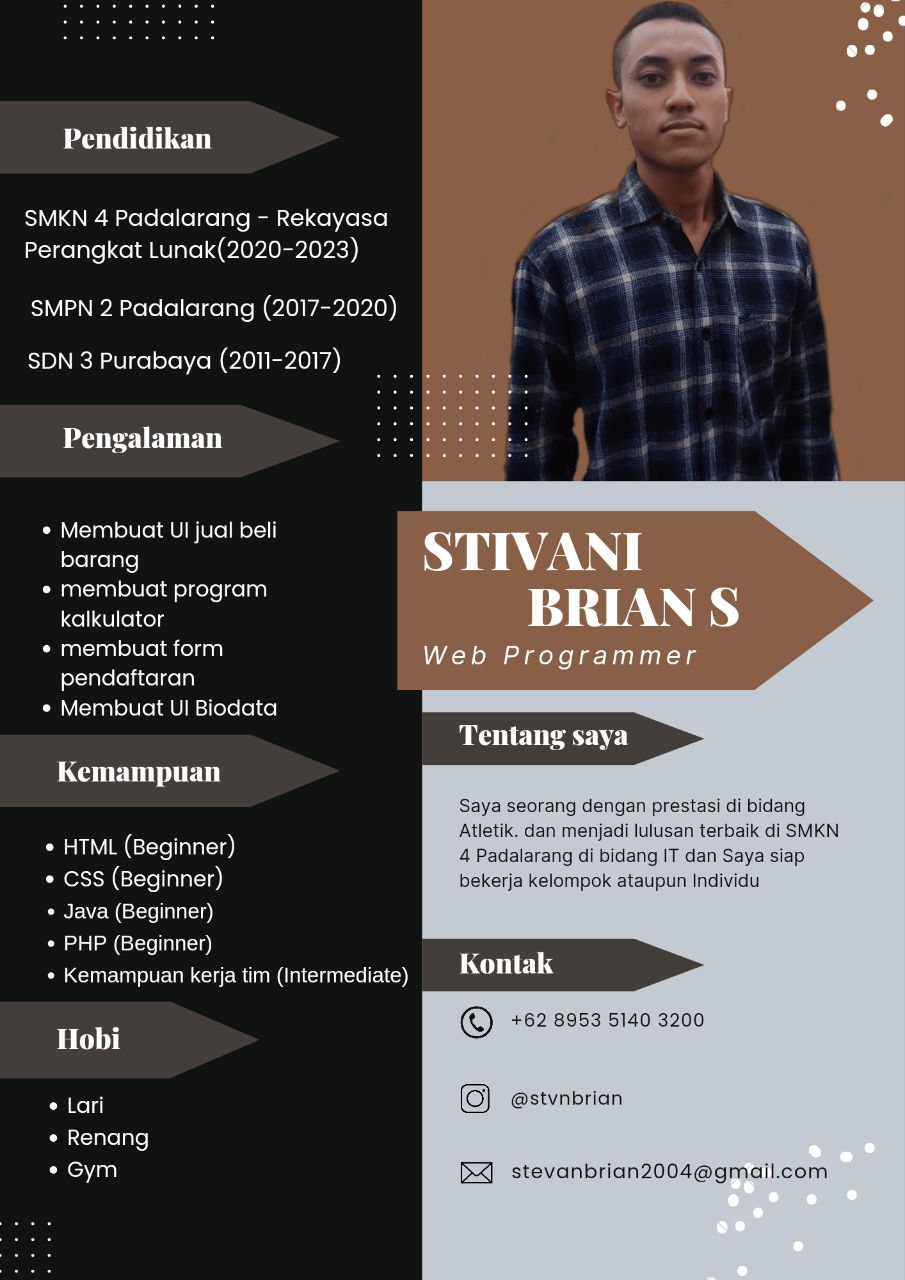 Pendidikan
SMKN 4 Padalarang - Rekayasa
Perangkat Lunak(2020-2023)
SMPN 2 Padalarang (2017-2020)
SDN 3 Purabaya (2011-2017)
Pengalaman
• Membuat UI jual beli
barang
• membuat program
kalkulator
• membuat form
pendaftaran
• Membuat UI Biodata
Kemampuan
• HTML (Beginner)
• CSS (Beginner)
• Java (Beginner)
• PHP (Beginner)
• Kemampuan kerja tim (Intermediate)
Hobi
• Lari
• Renang
• Gym
STIVANI
BRIAN S
Web Programmer
Tentang saya
Saya seorang dengan prestasi di bidang
Atletik. dan menjadi lulusan terbaik di SMKN
4 Padalarang di bidang IT dan Saya siap
bekerja kelompok ataupun Individu
Kontak
+62 8953 5140 3200
@stvnbrian
stevanbrian2004@gmail.com